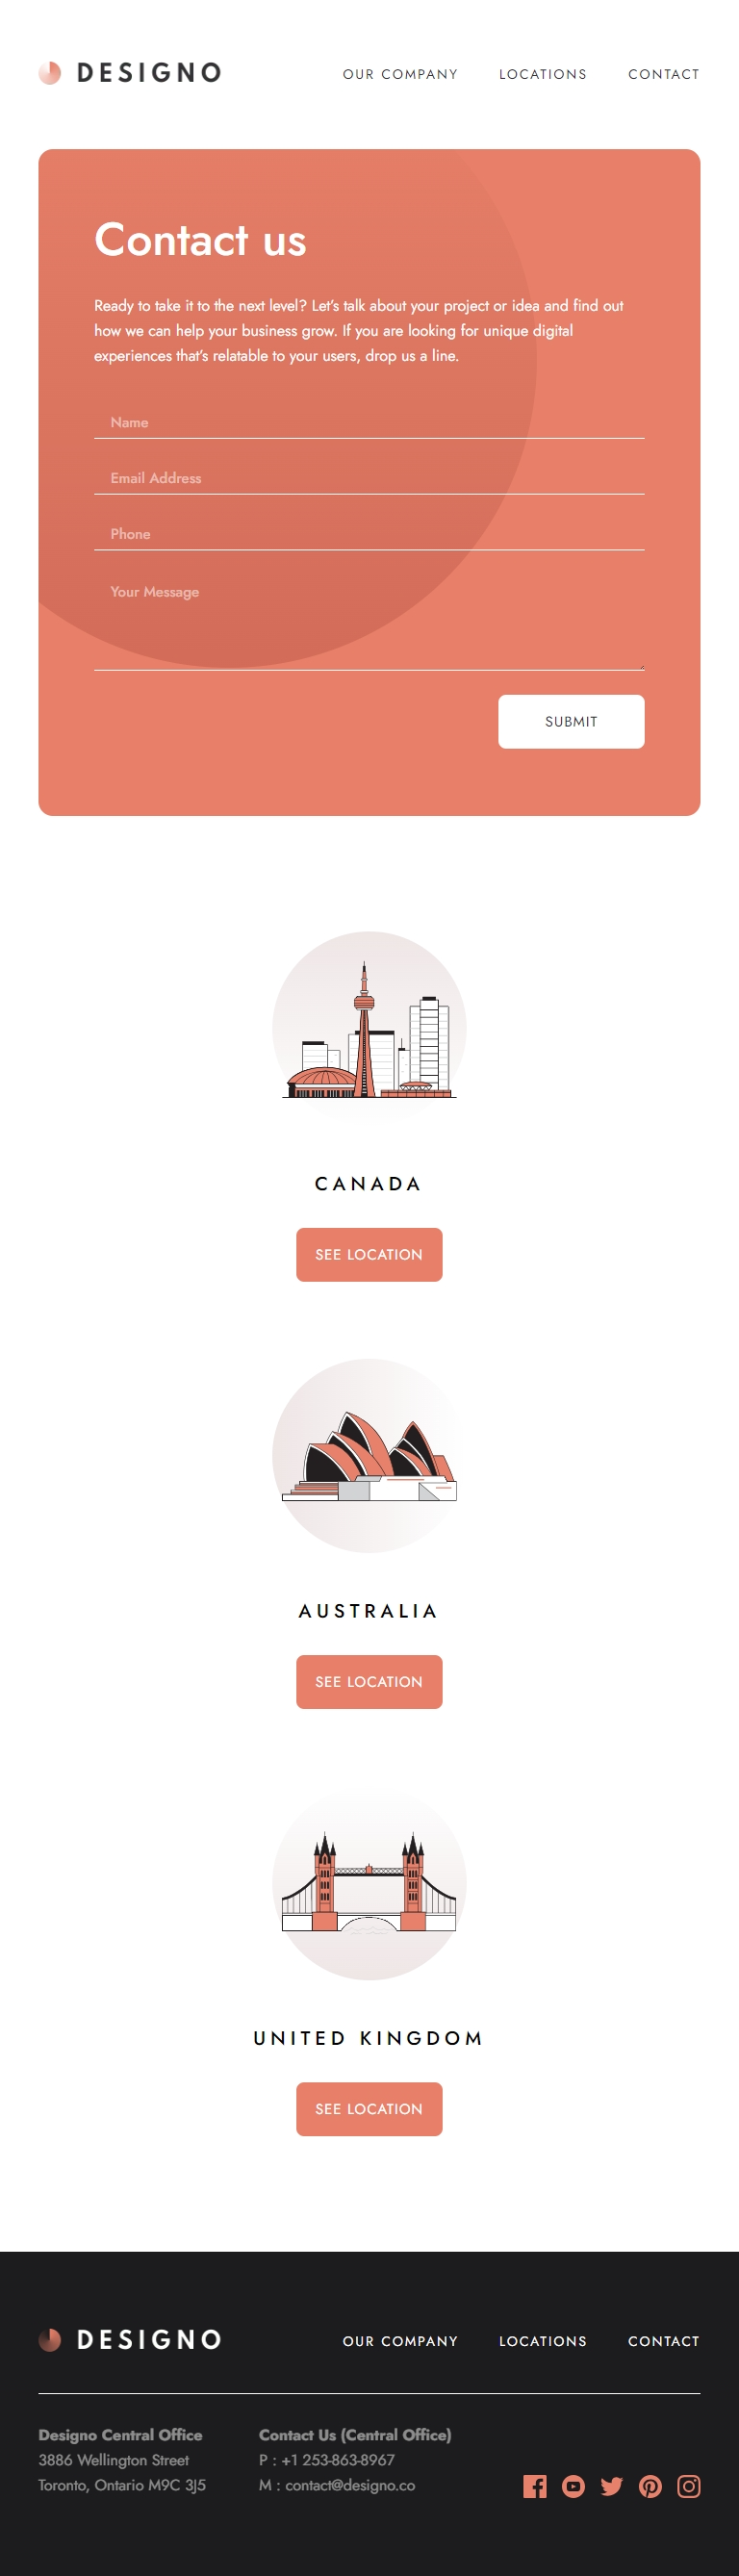 DESIGNO
OUR COMPANY
LOCATIONS
CONTACT
Contact us
Ready to take it to the next level? Let's talk about your project or idea and find out
how we can help your business grow. If you are looking for unique digital
experiences that's relatable to your users, drop us a line.
Name
Email Address
Phone
Your Message
SUBMIT
CANADA
SEE LOCATION
AUSTRALIA
SEE LOCATION
UNITED KINGDOM
SEE LOCATION
DESIGNO
OUR COMPANY
LOCATIONS
CONTACT
Designo Central Office
3886 Wellington Street
Toronto, Ontario M9C 3J5
Contact Us (Central Office)
P : +1 253-863-8967
M : contact@designo.co